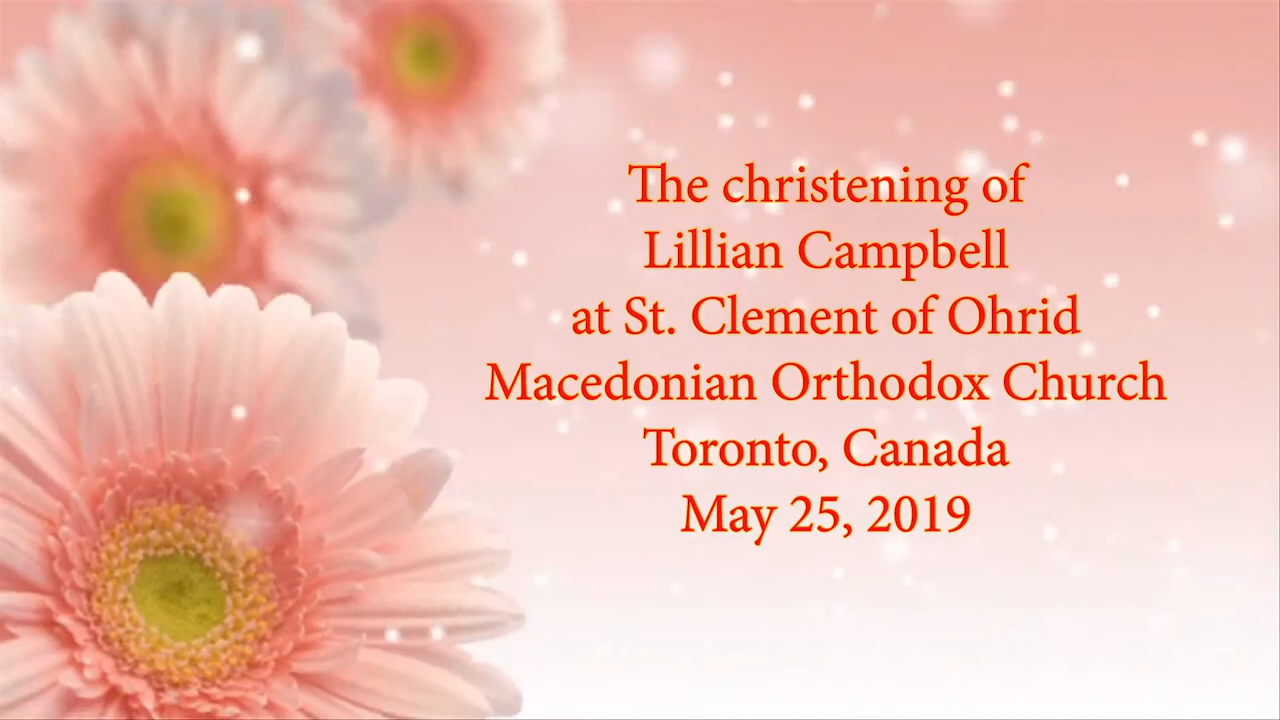 The christening of
Lillian Campbell
at St. Clement of Ohrid
Macedonian Orthodox Church
Toronto, Canada
May 25, 2019